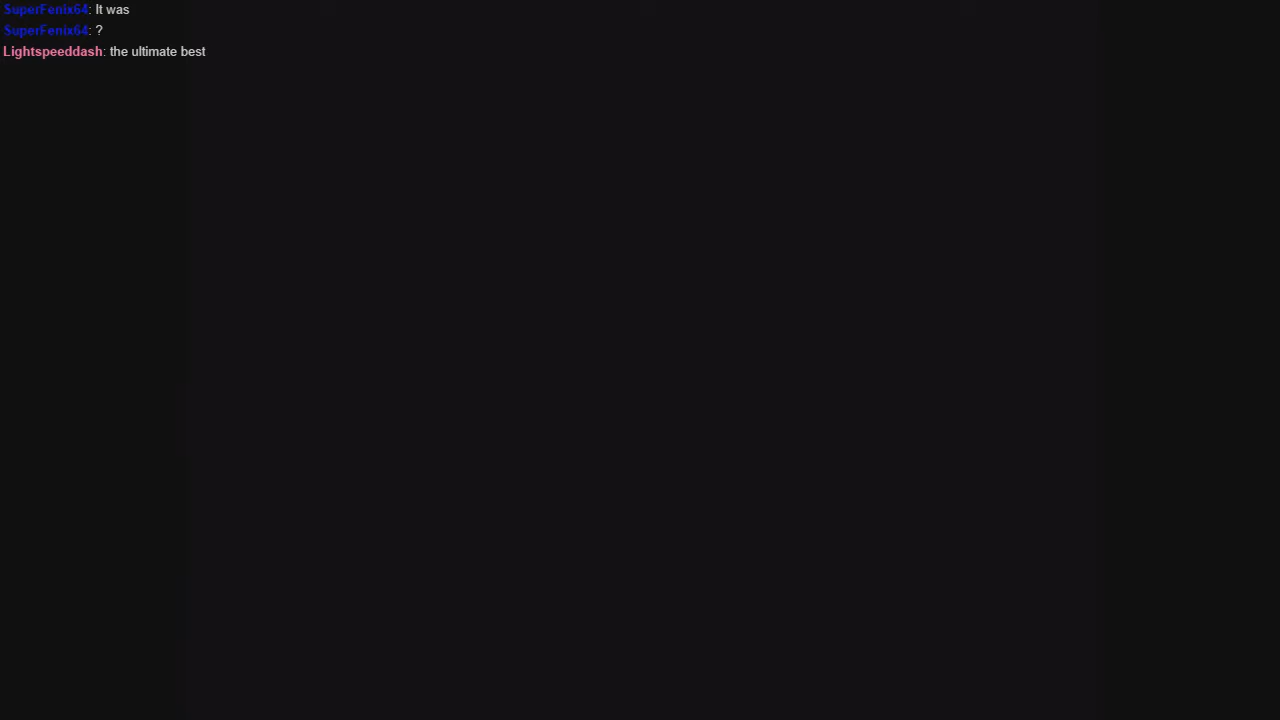 SuperFenix64: It was
SuperFenix64: ?
Lightspeeddash: the ultimate best